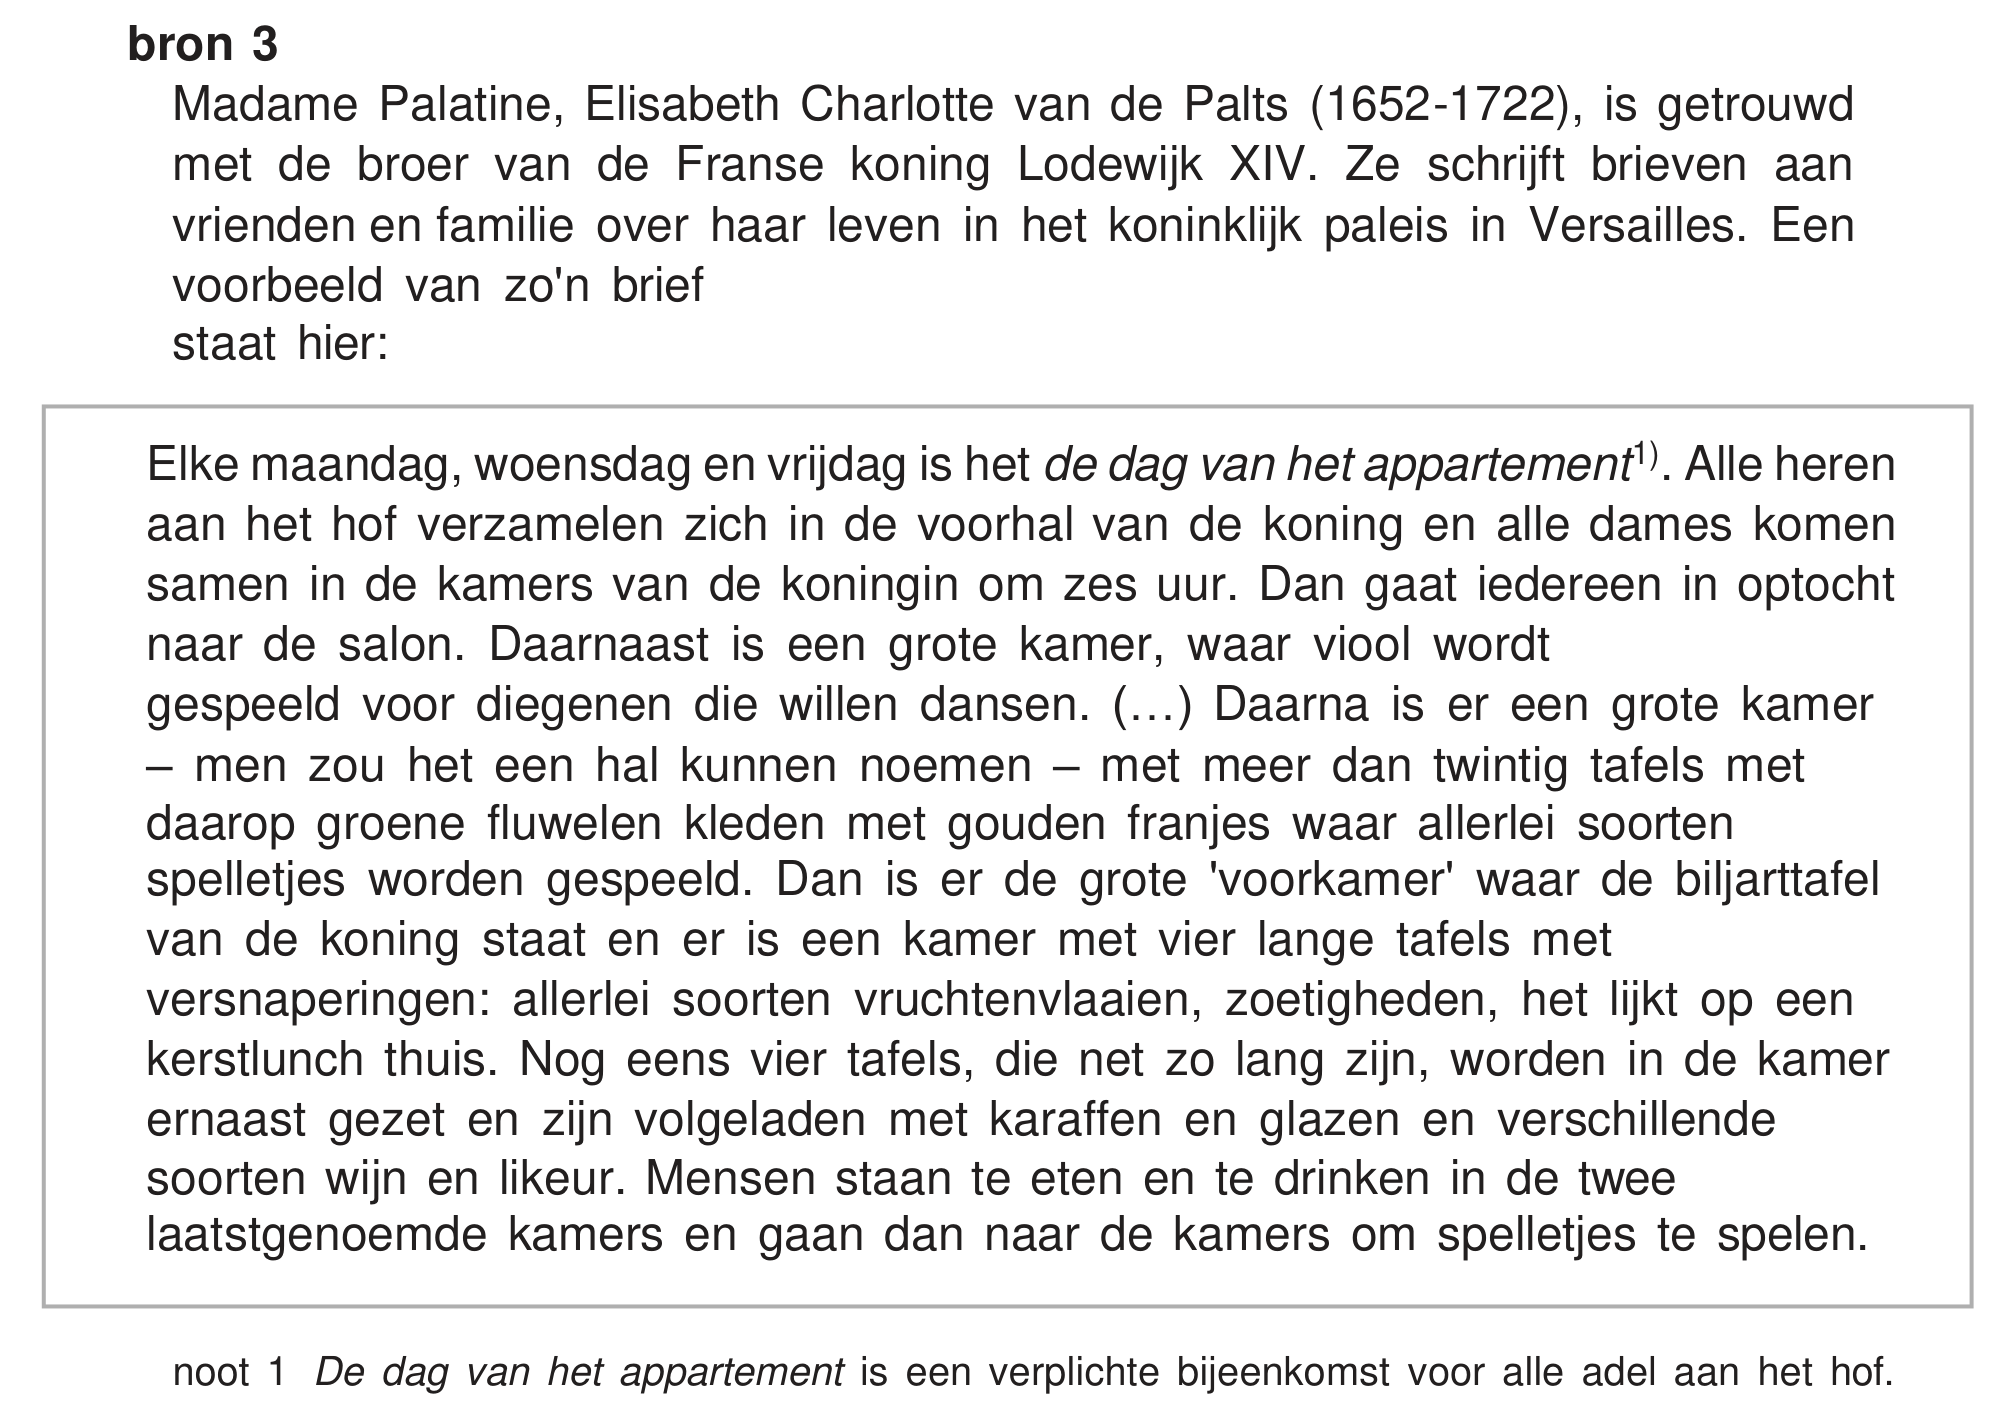 bron 3
Madame Palatine, Elisabeth Charlotte van de Palts (1652-1722), is getrouwd
met de broer van de Franse koning Lodewijk XIV. Ze schrijft brieven aan
vrienden en familie over haar leven in het koninklijk paleis in Versailles. Een
voorbeeld van zo'n brief
staat hier:
Elke maandag, woensdag en vrijdag is het de dag van het appartement1). Alle heren
aan het hof verzamelen zich in de voorhal van de koning en alle dames komen
samen in de kamers van de koningin om zes uur. Dan gaat iedereen in optocht
naar de salon. Daarnaast is een grote kamer, waar viool wordt
gespeeld voor diegenen die willen dansen. (…) Daarna is er een grote kamer
– men zou het een hal kunnen noemen – met meer dan twintig tafels met
daarop groene fluwelen kleden met gouden franjes waar allerlei soorten
spelletjes worden gespeeld. Dan is er de grote 'voorkamer' waar de biljarttafel
van de koning staat en er is een kamer met vier lange tafels met
versnaperingen: allerlei soorten vruchtenvlaaien, zoetigheden, het lijkt op een
kerstlunch thuis. Nog eens vier tafels, die net zo lang zijn, worden in de kamer
ernaast gezet en zijn volgeladen met karaffen en glazen en verschillende
soorten wijn en likeur. Mensen staan te eten en te drinken in de twee
laatstgenoemde kamers en gaan dan naar de kamers om spelletjes te spelen.
noot 1 De dag van het appartement is een verplichte bijeenkomst voor alle adel aan het hof.